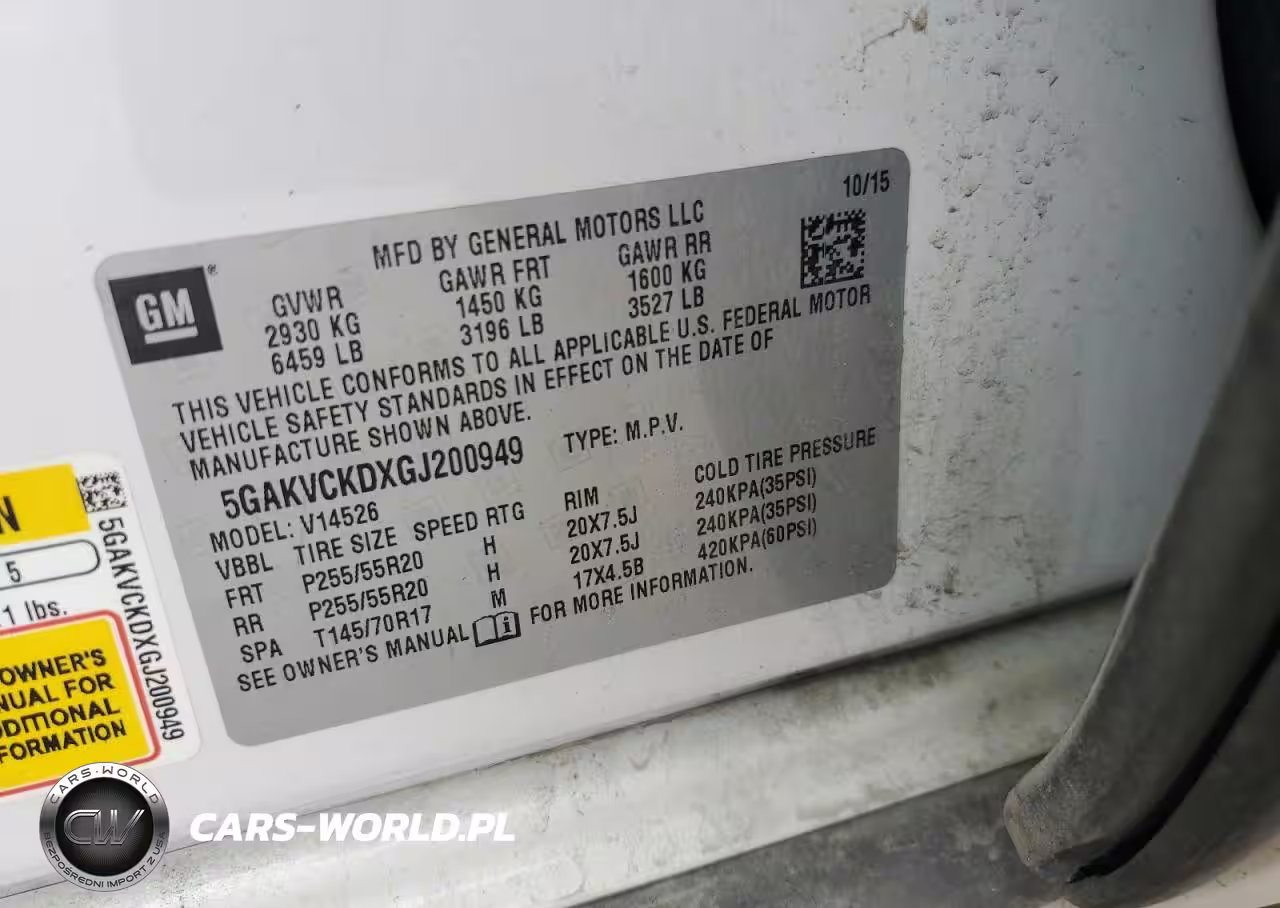 10/15
MFD BY GENERAL MOTORS LLC
GM®
GVWR GAWR FRT GAWR RR
2930 KG 1450 KG 1600 KG
6459 LB 3196 LB 3527 LB
THIS VEHICLE CONFORMS TO ALL APPLICABLE U.S. FEDERAL MOTOR
VEHICLE SAFETY STANDARDS IN EFFECT ON THE DATE OF
MANUFACTURE SHOWN ABOVE.
5GAKVCKDXGJ200949 TYPE: M.P.V.
MODEL: V14526
VBBL TIRE SIZE SPEED RTG RIM COLD TIRE PRESSURE
FRT P255/55R20 H 20X7.5J 240KPA(35PSI)
RR P255/55R20 H 20X7.5J 240KPA(35PSI)
SPA T145/70R17 M 17X4.5B 420KPA(60PSI)
SEE OWNER'S MANUAL i FOR MORE INFORMATION.
N
5
1 lbs.
OWNER'S
NUAL FOR
DDITIONAL
FORMATION
5GAKVCKDXGJ200949
CARS-WORLD
CW
BEZPOŚREDNI IMPORT Z USA
CARS-WORLD.PL